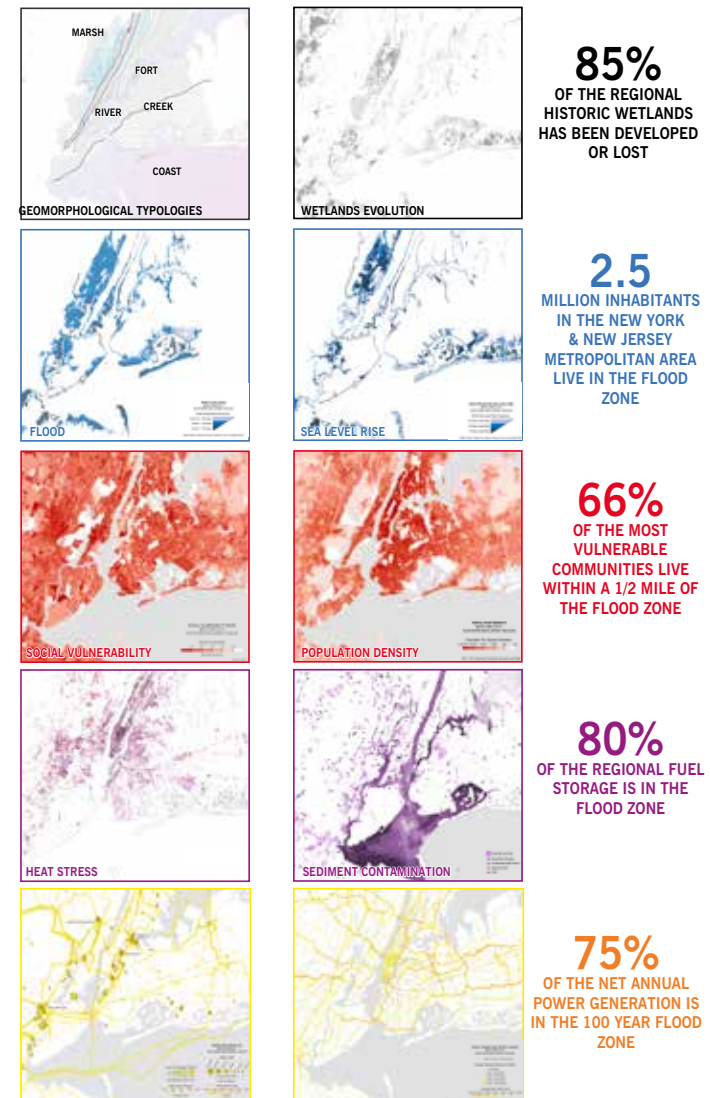 MARSH
FORT
RIVER
CREEK
COAST
GEOMORPHOLOGICAL TYPOLOGIES
WETLANDS EVOLUTION
85%
OF THE REGIONAL
HISTORIC WETLANDS
HAS BEEN DEVELOPED
OR LOST
FLOOD
SEA LEVEL RISE
2.5
MILLION INHABITANTS
IN THE NEW YORK
& NEW JERSEY
METROPOLITAN AREA
LIVE IN THE FLOOD
ZONE
SOCIAL VULNERABILITY
POPULATION DENSITY
66%
OF THE MOST
VULNERABLE
COMMUNITIES LIVE
WITHIN A 1/2 MILE OF
THE FLOOD ZONE
HEAT STRESS
SEDIMENT CONTAMINATION
80%
OF THE REGIONAL FUEL
STORAGE IS IN THE
FLOOD ZONE
75%
OF THE NET ANNUAL
POWER GENERATION IS
IN THE 100 YEAR FLOOD
ZONE